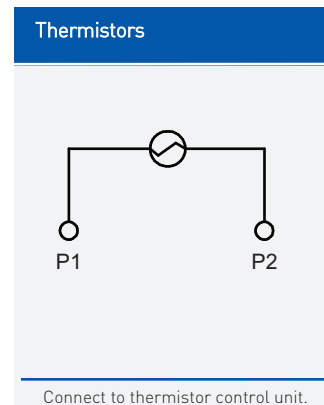 Thermistors
P1 P2
Connect to thermistor control unit.